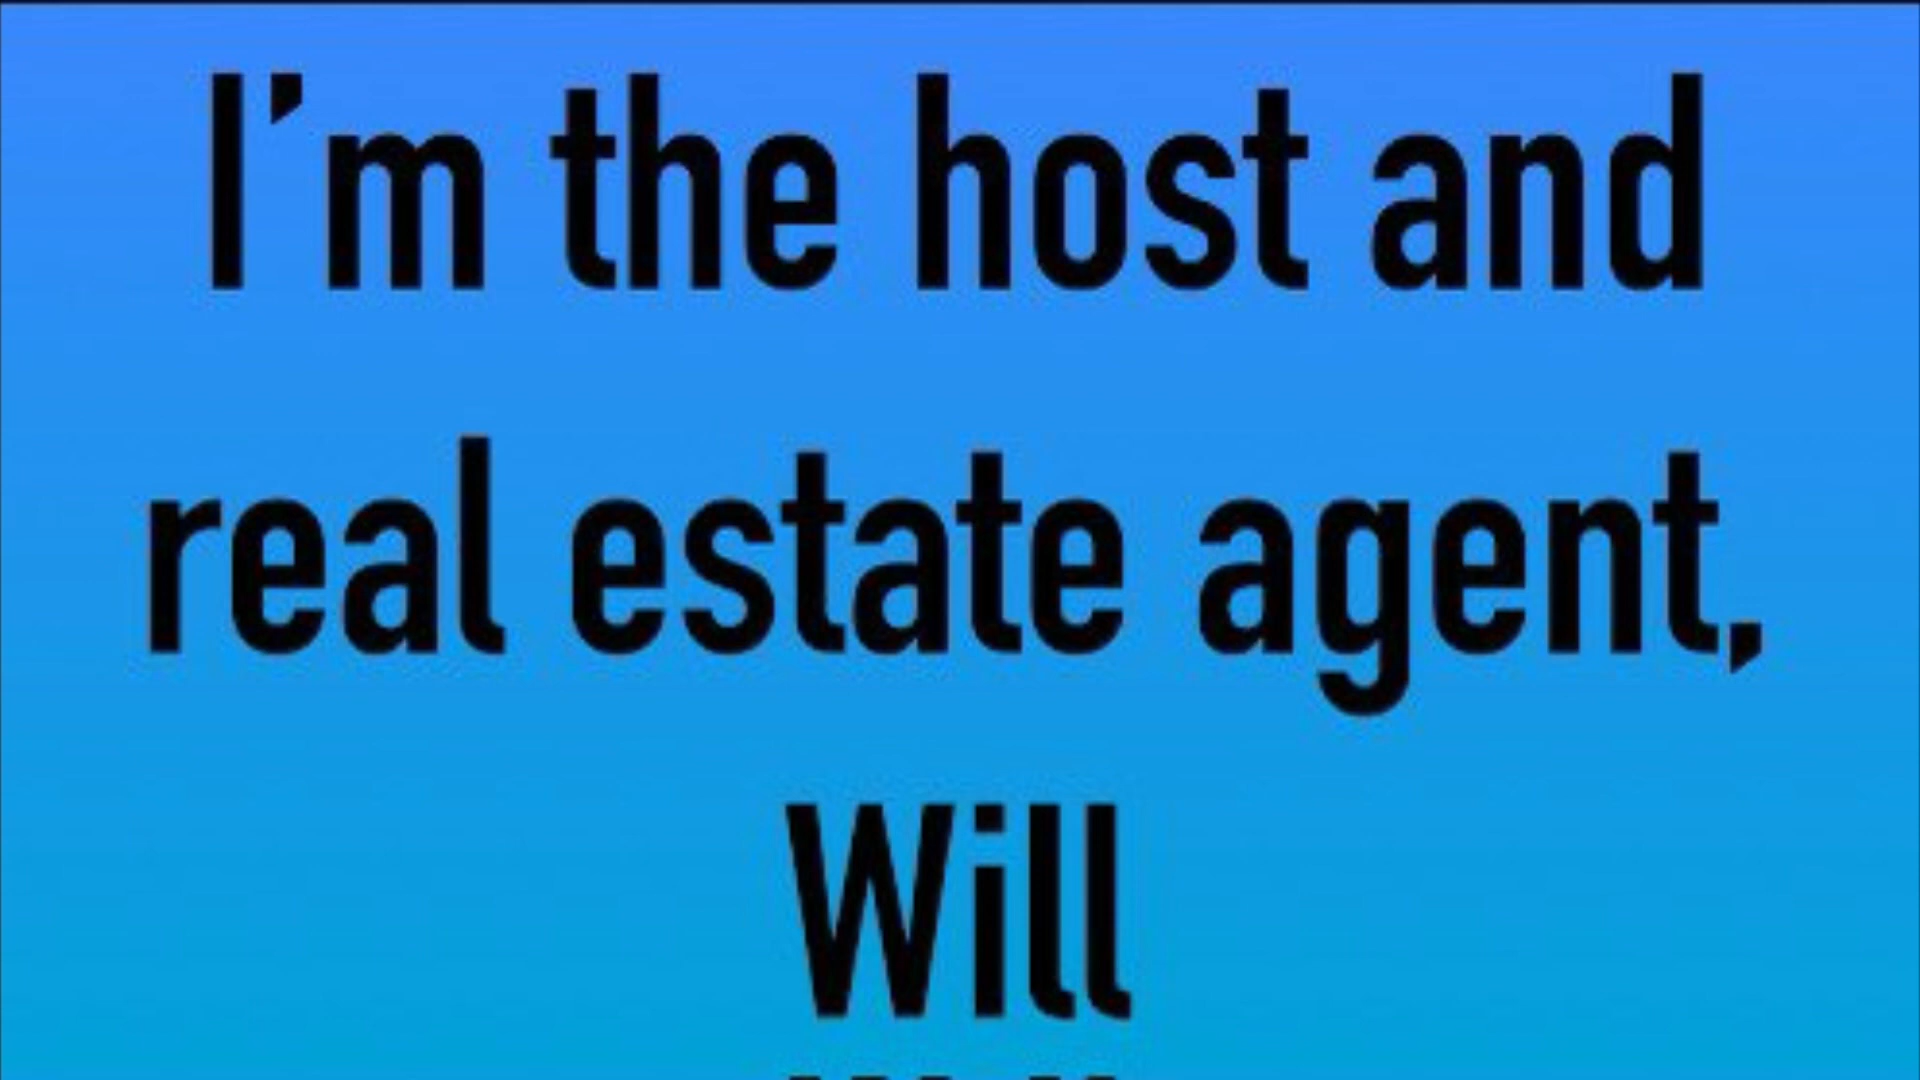 I'm the host and
real estate agent,
Will